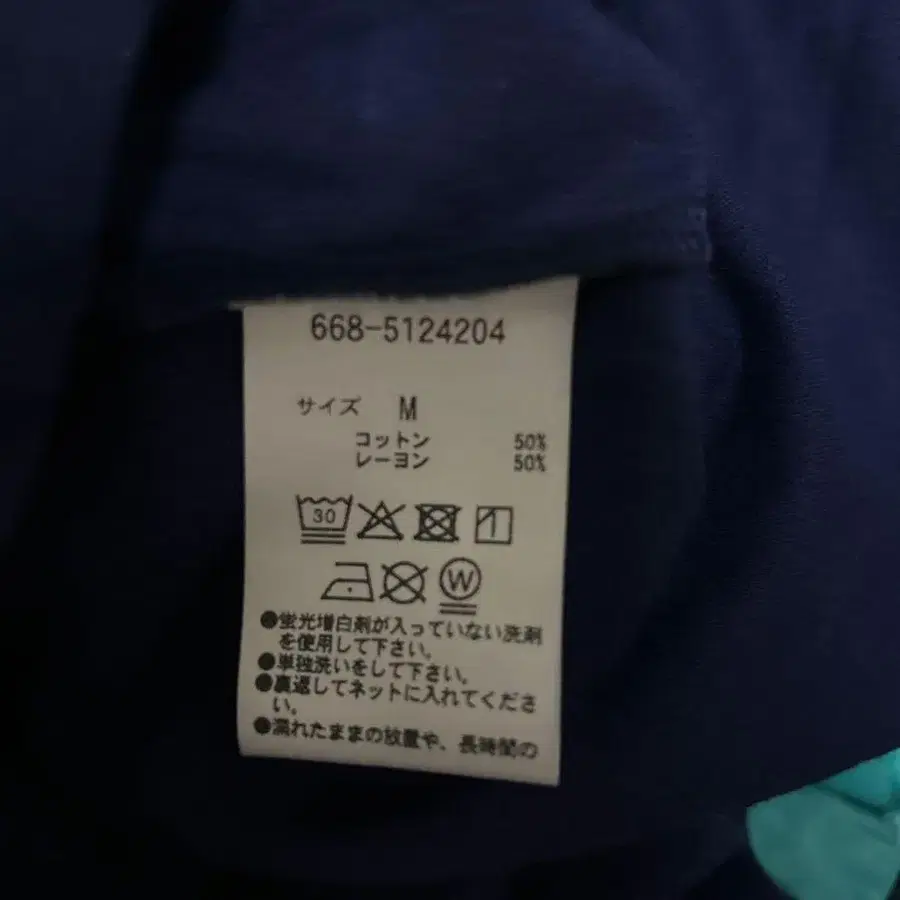 668-5124204
サイズ M
コットン 50%
レーヨン 50%
30
W
●蛍光増白剤が入っていない洗剤
を使用して下さい。
●単独洗いをして下さい。
●裏返してネットに入れてくださ
い。
●濡れたままの放置や、長時間の